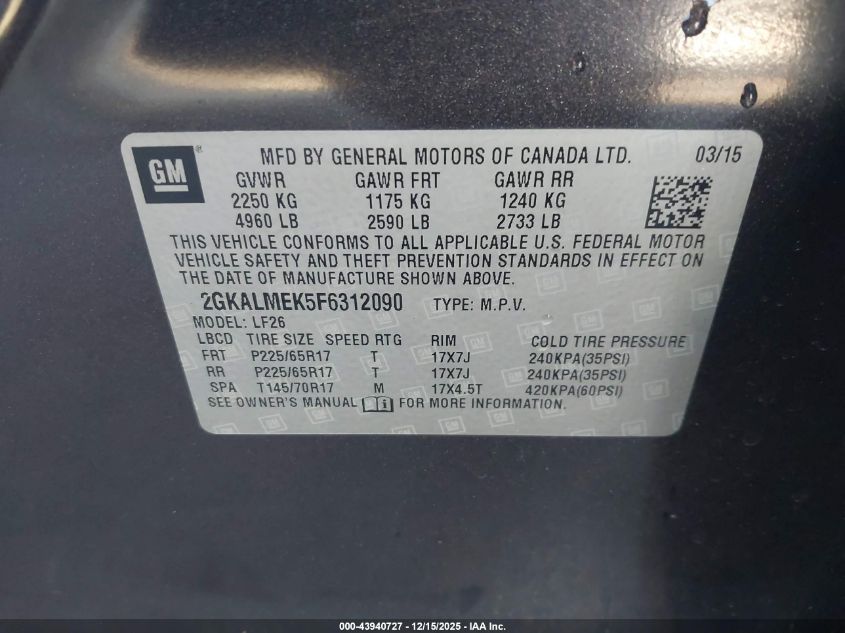 GM ® MFD BY GENERAL MOTORS OF CANADA LTD. 03/15
GVWR GAWR FRT GAWR RR
2250 KG 1175 KG 1240 KG
4960 LB 2590 LB 2733 LB
THIS VEHICLE CONFORMS TO ALL APPLICABLE U.S. FEDERAL MOTOR
VEHICLE SAFETY AND THEFT PREVENTION STANDARDS IN EFFECT ON
THE DATE OF MANUFACTURE SHOWN ABOVE.
2GKALMEK5F6312090 TYPE: M.P.V.
MODEL: LF26
LBCD TIRE SIZE SPEED RTG RIM COLD TIRE PRESSURE
FRT P225/65R17 T 17X7J 240KPA(35PSI)
RR P225/65R17 T 17X7J 240KPA(35PSI)
SPA T145/70R17 M 17X4.5T 420KPA(60PSI)
SEE OWNER'S MANUAL i FOR MORE INFORMATION.
000-43940727 - 12/15/2025 - IAA Inc.